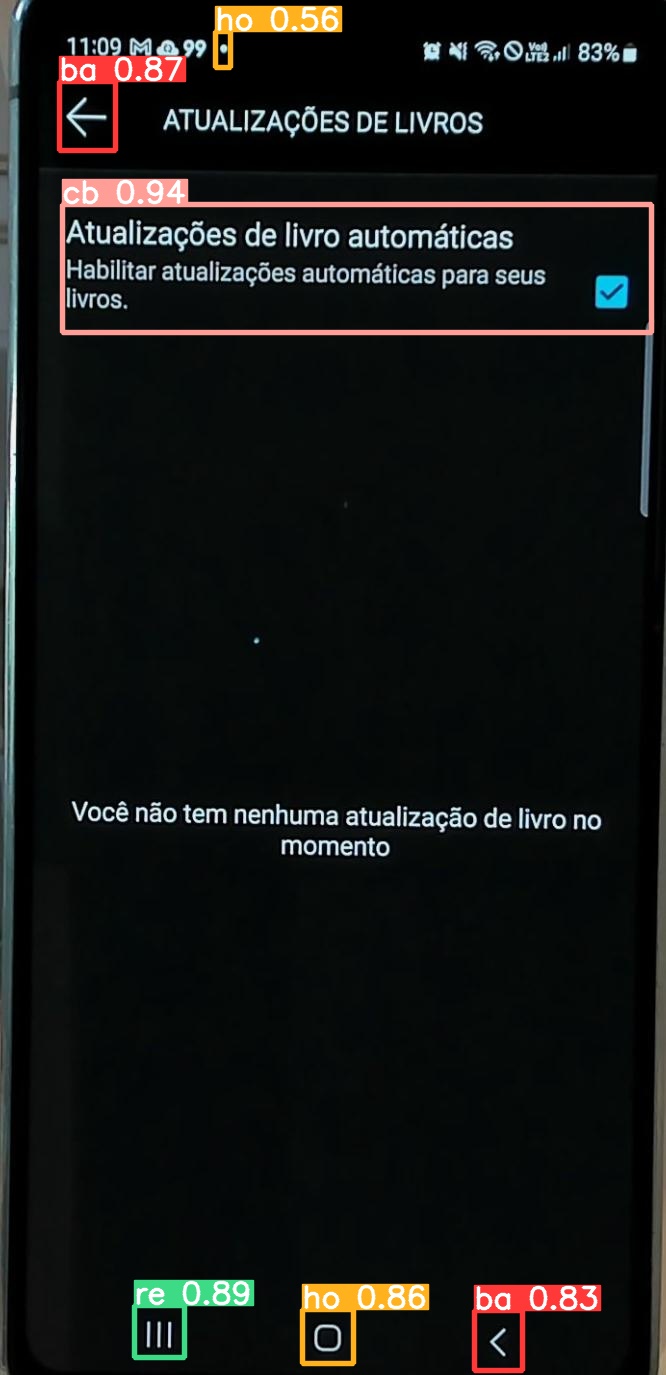 ho 0.56
11:09 99
83%
ba 0.87
ATUALIZAÇÕES DE LIVROS
cb 0.94
Atualizações de livro automáticas
Habilitar atualizações automáticas para seus
livros.
Você não tem nenhuma atualização de livro no
momento
re 0.89
ho 0.86
ba 0.83